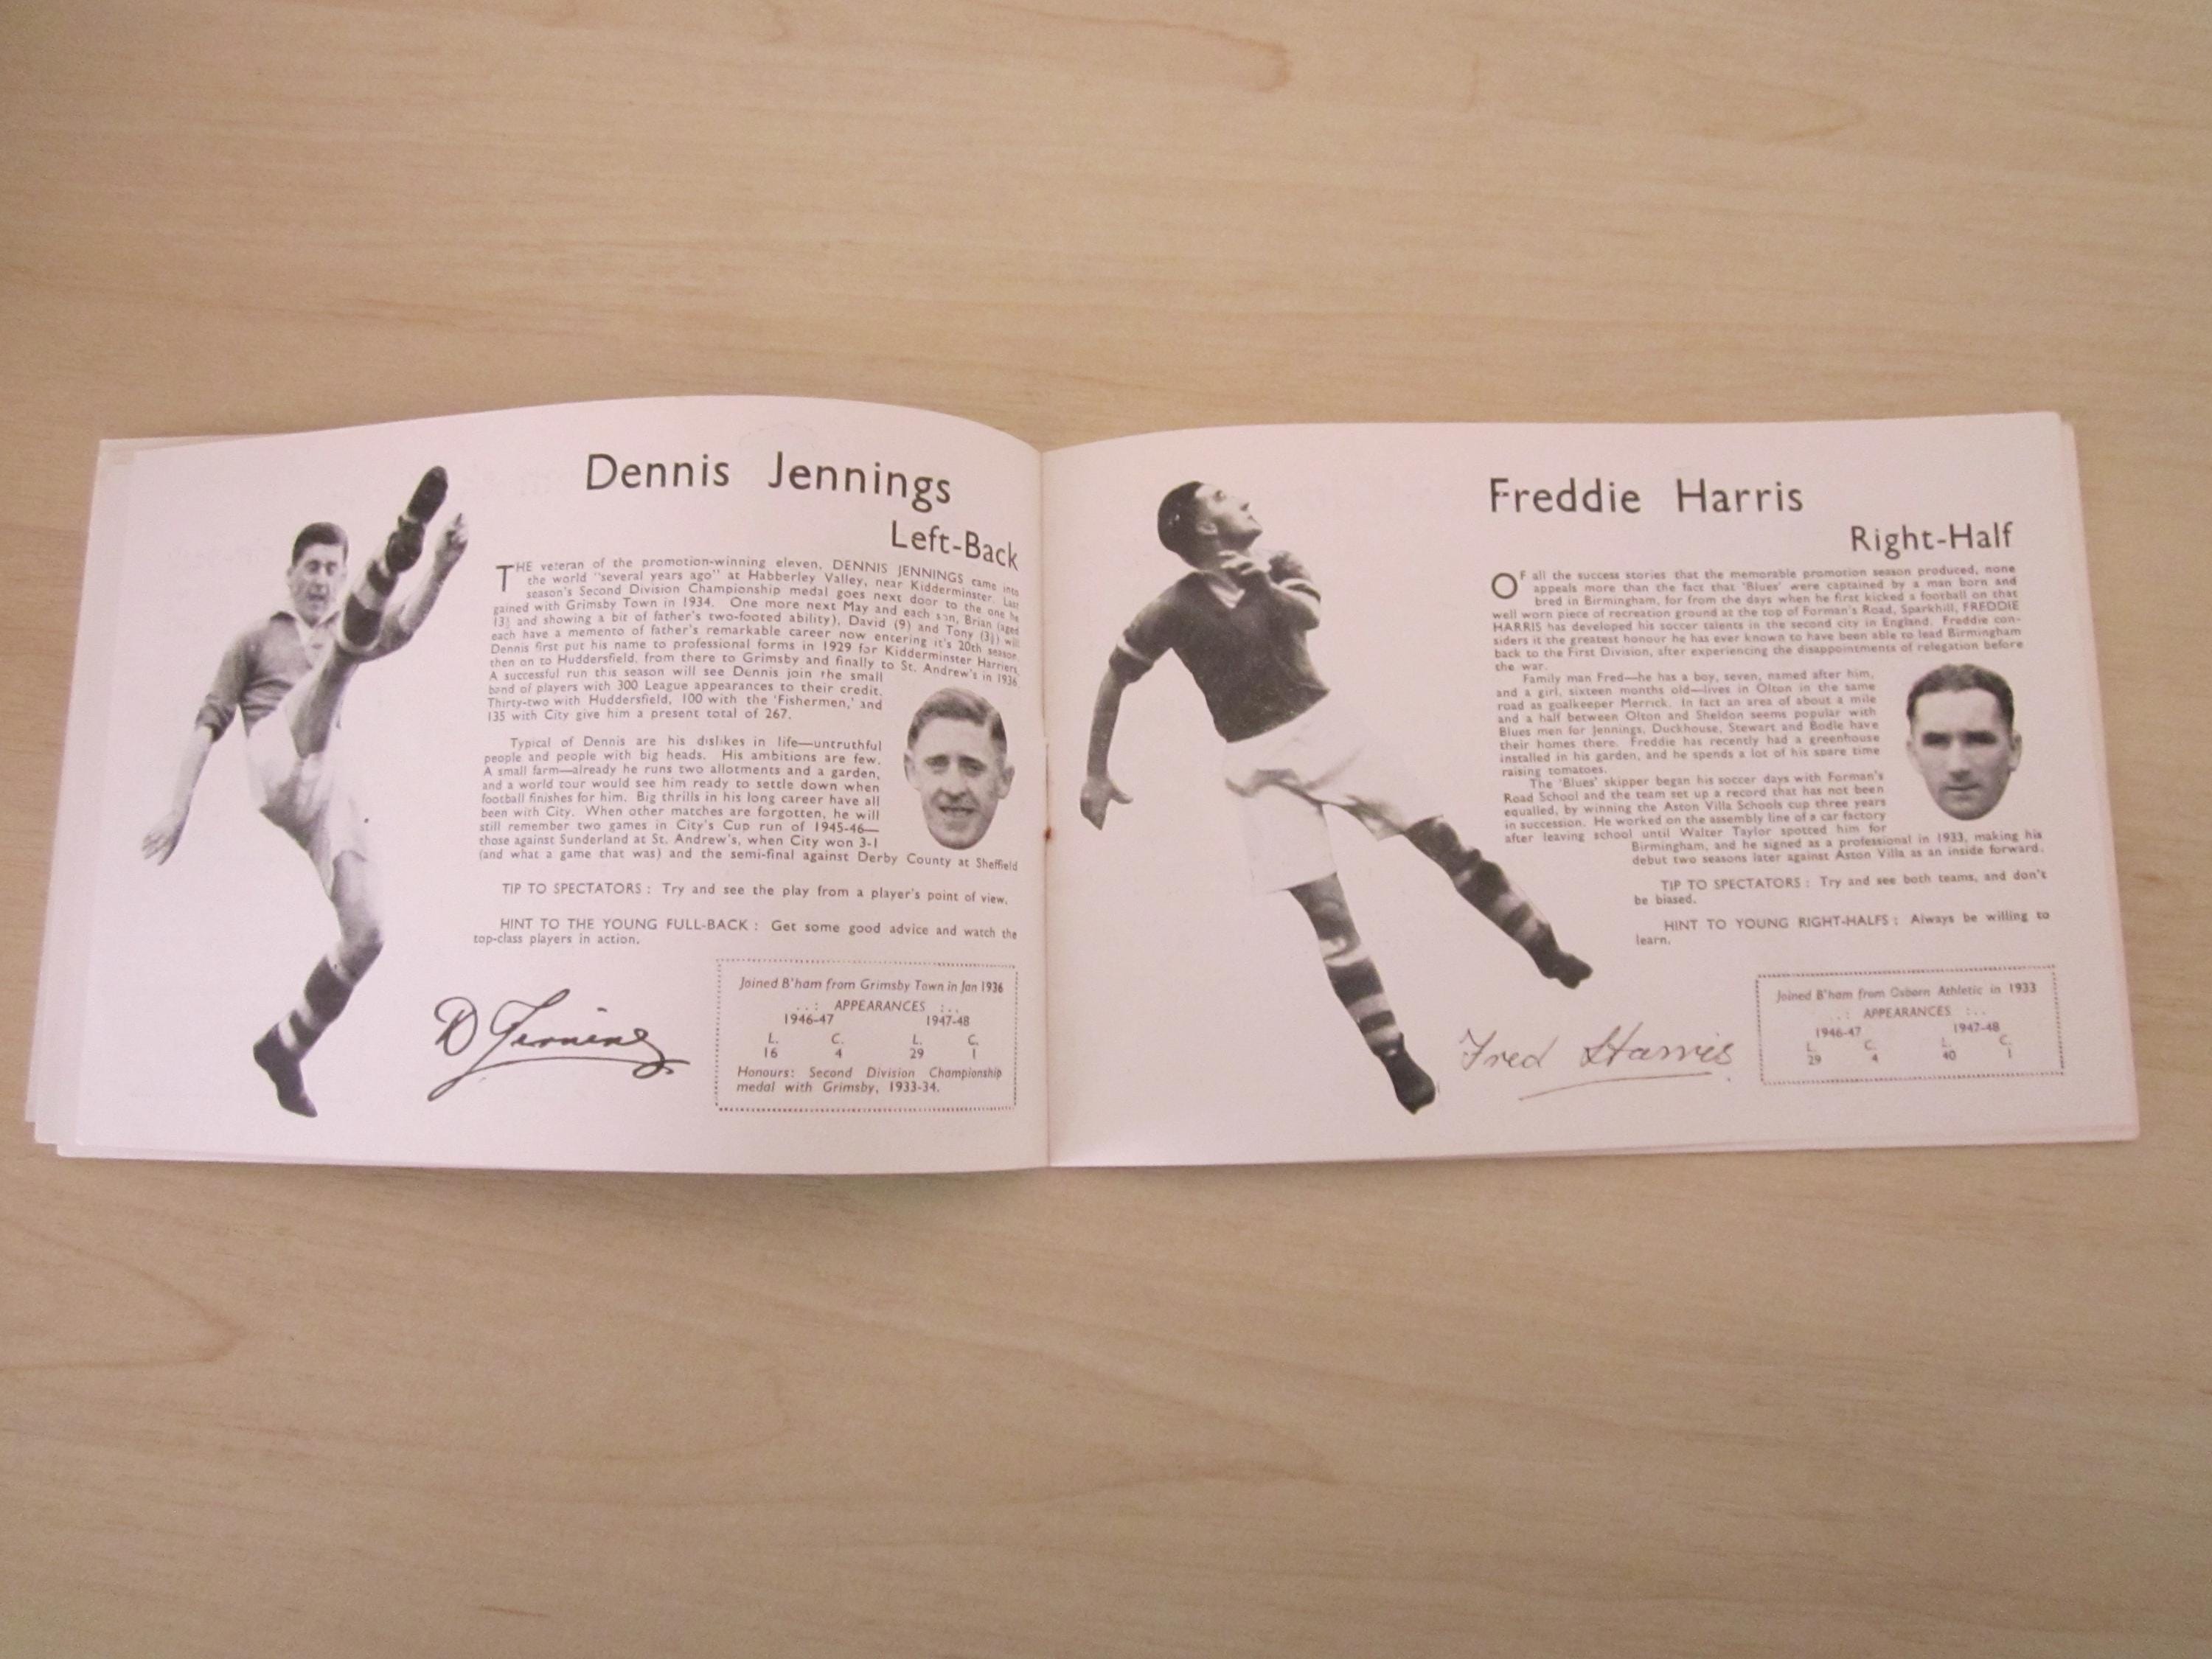 Dennis Jennings
Left-Back
THE veteran of the promotion-winning eleven, DENNIS JENNINGS came into
the world "several years ago" at Habberley Valley, near Kidderminster. Last
season's Second Division Championship medal goes next door to the one he
gained with Grimsby Town in 1934. One more next May and each son, Brian (aged
13½ and showing a bit of father's two-footed ability), David (9) and Tony (3½) will
each have a memento of father's remarkable career now entering it's 20th season.
Dennis first put his name to professional forms in 1929 for Kidderminster Harriers
then on to Huddersfield, from there to Grimsby and finally to St. Andrew's in 1936
A successful run this season will see Dennis join the small
band of players with 300 League appearances to their credit.
Thirty-two with Huddersfield, 100 with the 'Fishermen,' and
135 with City give him a present total of 267.
Typical of Dennis are his dislikes in life—untruthful
people and people with big heads. His ambitions are few.
A small farm—already he runs two allotments and a garden,
and a world tour would see him ready to settle down when
football finishes for him. Big thrills in his long career have all
been with City. When other matches are forgotten, he will
still remember two games in City's Cup run of 1945-46—
those against Sunderland at St. Andrew's, when City won 3-1
(and what a game that was) and the semi-final against Derby County at Sheffield
TIP TO SPECTATORS : Try and see the play from a player's point of view.
HINT TO THE YOUNG FULL-BACK : Get some good advice and watch the
top-class players in action.
D Jennings
Joined B'ham from Grimsby Town in Jan 1936
..: APPEARANCES :..
1946-47 1947-48
L. C. L. C.
16 4 29 1
Honours: Second Division Championship
medal with Grimsby, 1933-34.
Freddie Harris
Right-Half
OF all the success stories that the memorable promotion season produced, none
appeals more than the fact that 'Blues' were captained by a man born and
bred in Birmingham, for from the days when he first kicked a football on that
well worn piece of recreation ground at the top of Forman's Road, Sparkhill, FREDDIE
HARRIS has developed his soccer talents in the second city in England. Freddie con-
siders it the greatest honour he has ever known to have been able to lead Birmingham
back to the First Division, after experiencing the disappointments of relegation before
the war.
Family man Fred—he has a boy, seven, named after him,
and a girl, sixteen months old—lives in Olton in the same
road as goalkeeper Merrick. In fact an area of about a mile
and a half between Olton and Sheldon seems popular with
Blues men for Jennings, Duckhouse, Stewart and Bodle have
their homes there. Freddie has recently had a greenhouse
installed in his garden, and he spends a lot of his spare time
raising tomatoes.
The 'Blues' skipper began his soccer days with Forman's
Road School and the team set up a record that has not been
equalled, by winning the Aston Villa Schools cup three years
in succession. He worked on the assembly line of a car factory
after leaving school until Walter Taylor spotted him for
Birmingham, and he signed as a professional in 1933, making his
debut two seasons later against Aston Villa as an inside forward.
TIP TO SPECTATORS : Try and see both teams, and don't
be biased.
HINT TO YOUNG RIGHT-HALFS : Always be willing to
learn.
Fred Harris
Joined B'ham from Osborn Athletic in 1933
..: APPEARANCES :..
1946-47 1947-48
L. C. L. C.
29 4 40 1